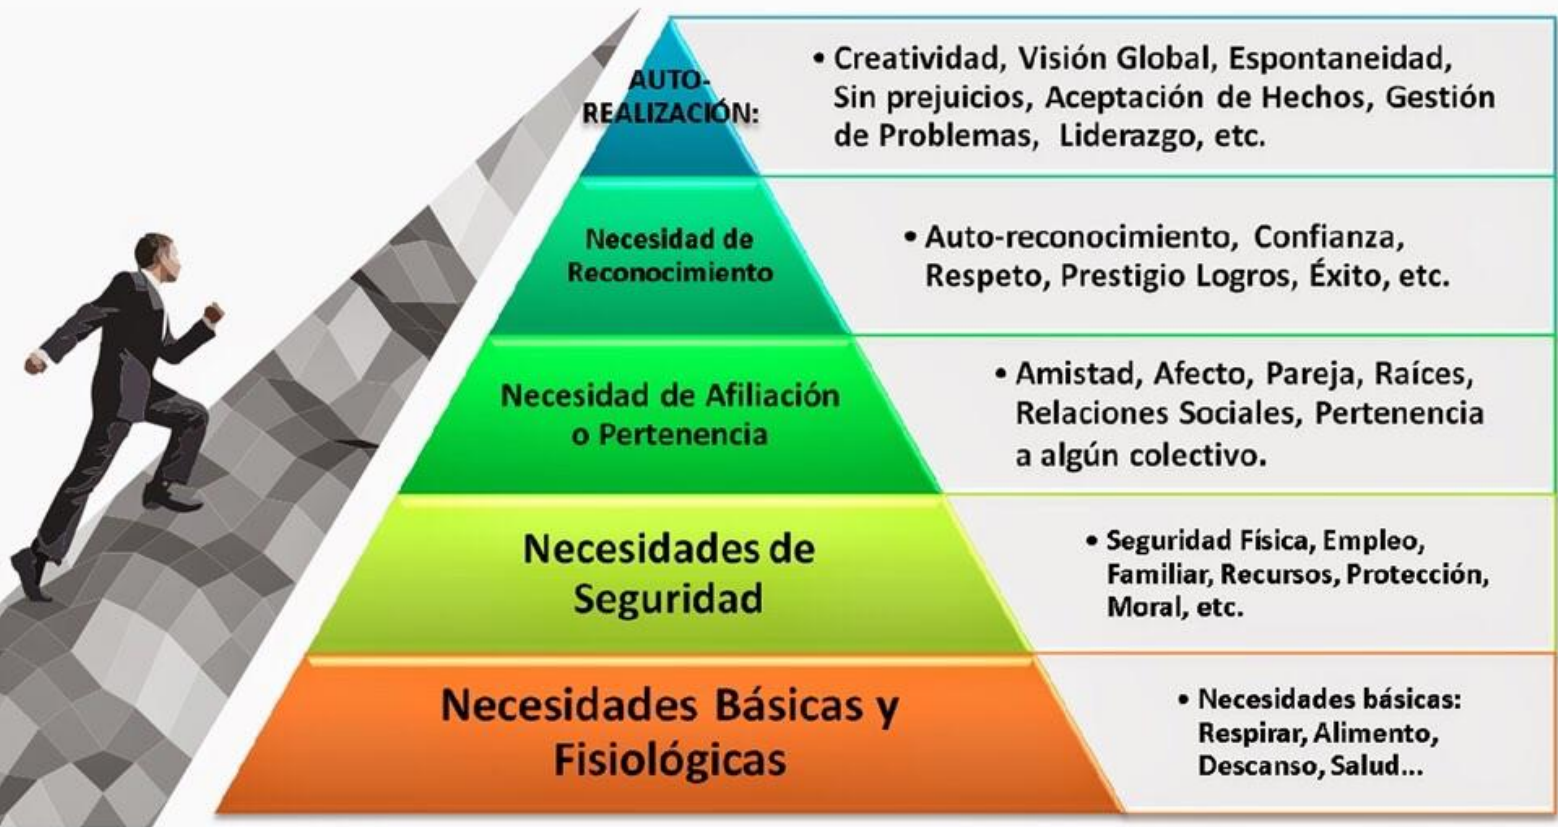 AUTO-
REALIZACIÓN:
• Creatividad, Visión Global, Espontaneidad,
Sin prejuicios, Aceptación de Hechos, Gestión
de Problemas, Liderazgo, etc.
Necesidad de
Reconocimiento
• Auto-reconocimiento, Confianza,
Respeto, Prestigio Logros, Éxito, etc.
Necesidad de Afiliación
o Pertenencia
• Amistad, Afecto, Pareja, Raíces,
Relaciones Sociales, Pertenencia
a algún colectivo.
Necesidades de
Seguridad
• Seguridad Física, Empleo,
Familiar, Recursos, Protección,
Moral, etc.
Necesidades Básicas y
Fisiológicas
• Necesidades básicas:
Respirar, Alimento,
Descanso, Salud...